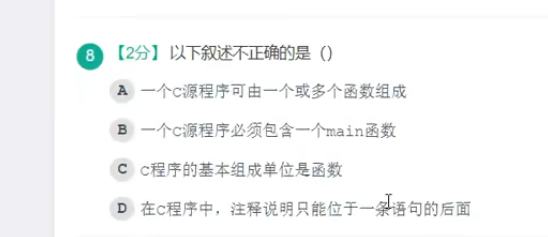 8 【2分】 以下叙述不正确的是（）
A 一个C源程序可由一个或多个函数组成
B 一个C源程序必须包含一个main函数
C C程序的基本组成单位是函数
D 在C程序中，注释说明只能位于一条语句的后面